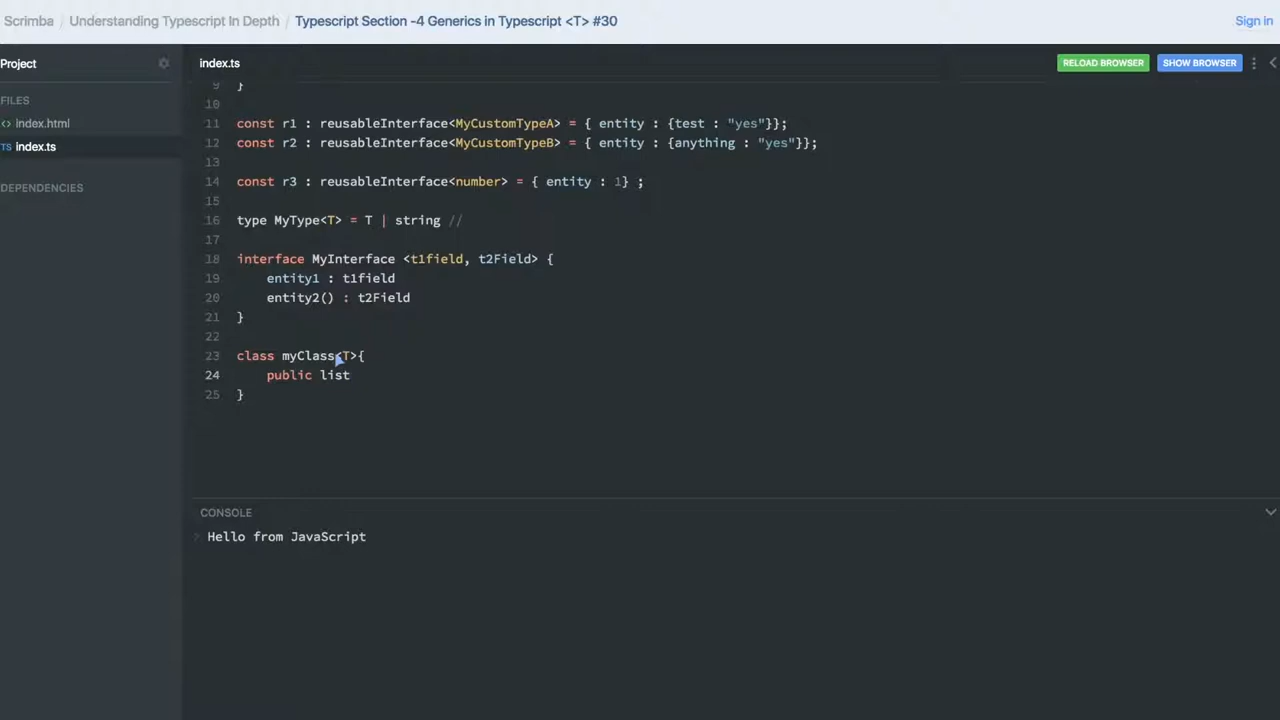 Scrimba / Understanding Typescript In Depth / Typescript Section -4 Generics in Typescript <T> #30
Sign in
Project
index.ts
RELOAD BROWSER
SHOW BROWSER
FILES
<> index.html
TS index.ts
DEPENDENCIES
9 }
10
11 const r1 : reusableInterface<MyCustomTypeA> = { entity : {test : "yes"}};
12 const r2 : reusableInterface<MyCustomTypeB> = { entity : {anything : "yes"}};
13
14 const r3 : reusableInterface<number> = { entity : 1} ;
15
16 type MyType<T> = T | string //
17
18 interface MyInterface <t1field, t2Field> {
19 entity1 : t1field
20 entity2() : t2Field
21 }
22
23 class myClass<T>{
24 public list
25 }
CONSOLE
> Hello from JavaScript